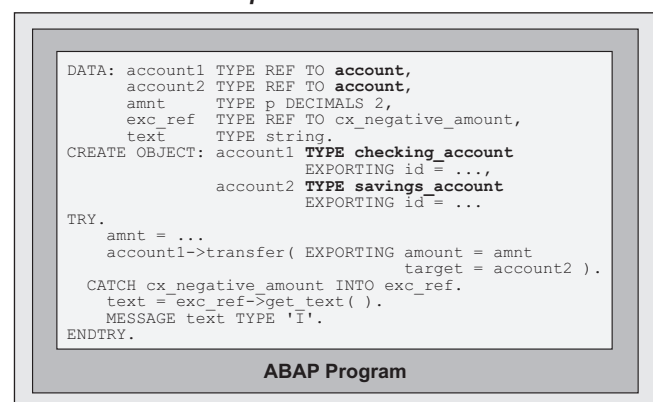 DATA: account1 TYPE REF TO account,
      account2 TYPE REF TO account,
      amnt     TYPE p DECIMALS 2,
      exc_ref  TYPE REF TO cx_negative_amount,
      text     TYPE string.
CREATE OBJECT: account1 TYPE checking_account
                        EXPORTING id = ...,
               account2 TYPE savings_account
                        EXPORTING id = ...
TRY.
    amnt = ...
    account1->transfer( EXPORTING amount = amnt
                                  target = account2 ).
  CATCH cx_negative_amount INTO exc_ref.
    text = exc_ref->get_text( ).
    MESSAGE text TYPE 'I'.
ENDTRY.
ABAP Program